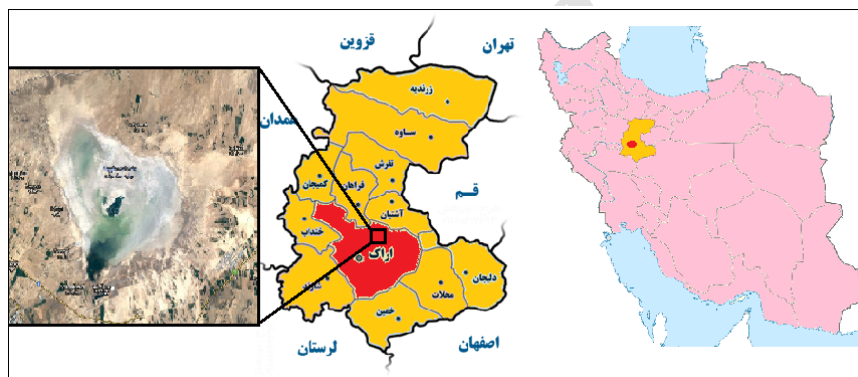 تهران
قزوین
همدان
زرندیه
ساوه
تفرش
قم
کمیجان
فراهان
آشتیان
خنداب
اراک
دلیجان
شازند
محلات
خمین
لرستان
اصفهان